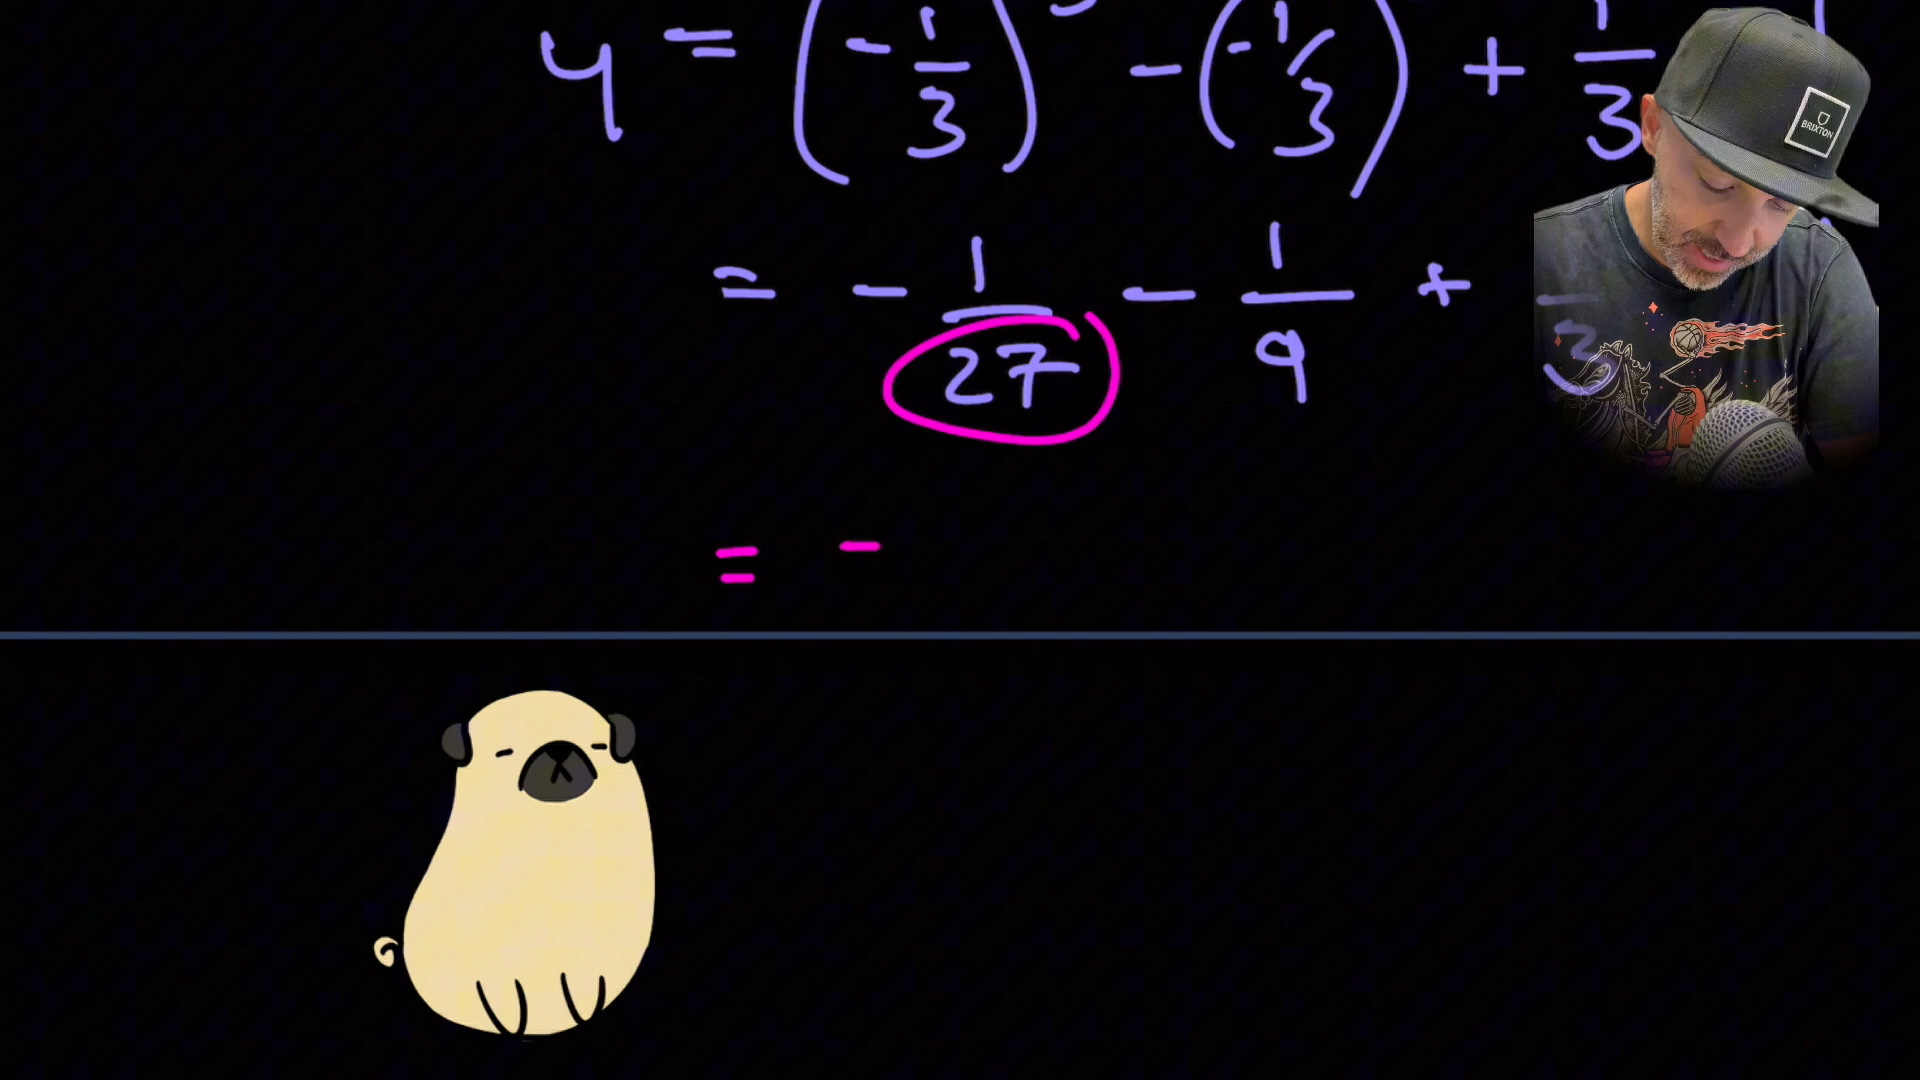 y = (-1/3)³ - (-1/3) + 1/3
BRIXTON
= - 1/27 - 1/9 +
= -